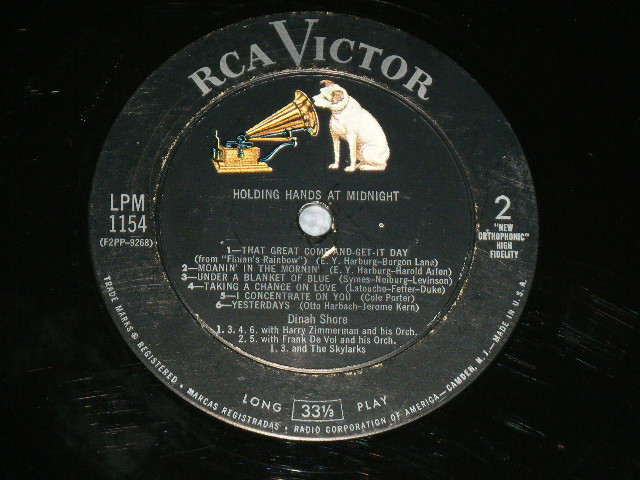 RCA VICTOR
HOLDING HANDS AT MIDNIGHT
LPM
1154
(F2PP-9268)
2
"NEW
ORTHOPHONIC"
HIGH
FIDELITY
1—THAT GREAT COME-AND-GET-IT DAY
(from "Finian's Rainbow") (E. Y. Harburg-Burgon Lane)
2—MOANIN' IN THE MORNIN' (E. Y. Harburg-Harold Arlen)
3—UNDER A BLANKET OF BLUE (Symes-Neiburg-Levinson)
4—TAKING A CHANCE ON LOVE (Latouche-Fetter-Duke)
5—I CONCENTRATE ON YOU (Cole Porter)
6—YESTERDAYS (Otto Harbach-Jerome Kern)
Dinah Shore
1. 3. 4. 6. with Harry Zimmerman and his Orch.
2. 5. with Frank De Vol and his Orch.
1. 3. and The Skylarks
LONG 33⅓ PLAY
TRADE MARKS ® REGISTERED • MARCAS REGISTRADAS • RADIO CORPORATION OF AMERICA—CAMDEN, N. J.—MADE IN U.S.A.